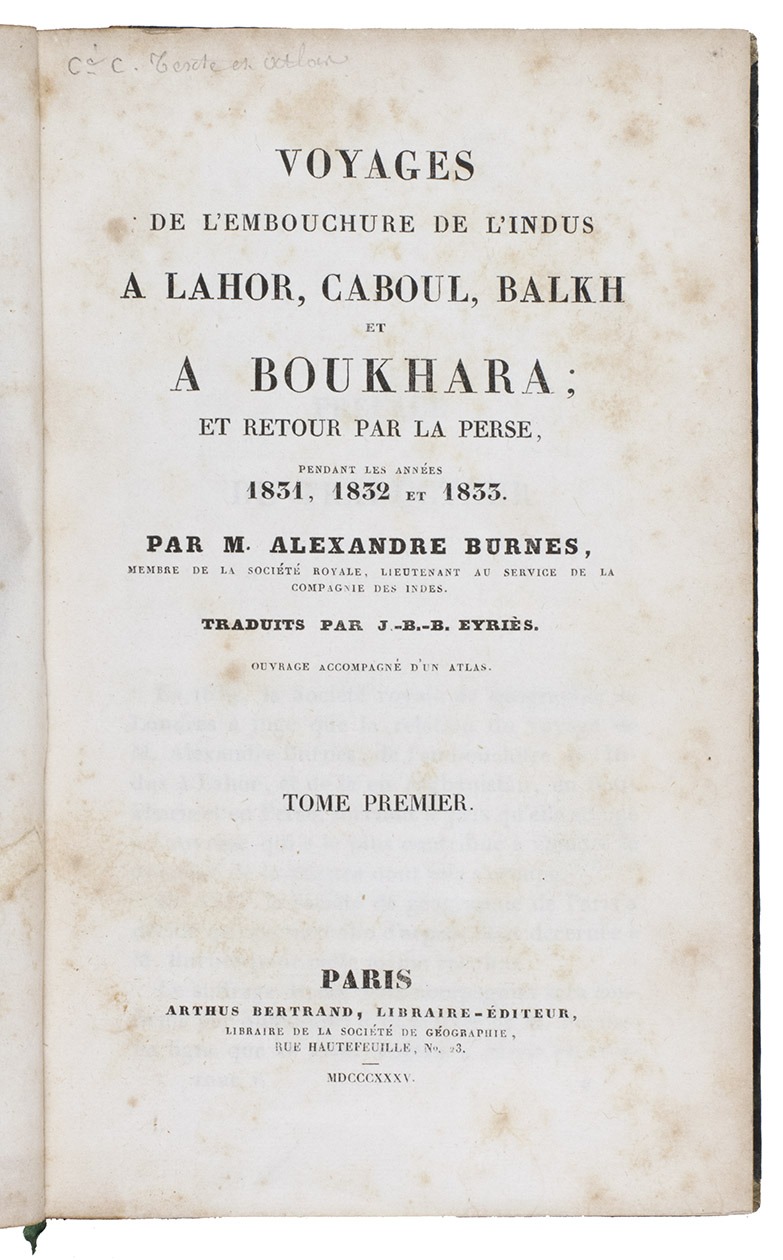 C. Texte et atlas
VOYAGES
DE L'EMBOUCHURE DE L'INDUS
A LAHOR, CABOUL, BALKH
ET
A BOUKHARA;
ET RETOUR PAR LA PERSE,
PENDANT LES ANNÉES
1831, 1832 ET 1833.
PAR M. ALEXANDRE BURNES,
MEMBRE DE LA SOCIÉTÉ ROYALE, LIEUTENANT AU SERVICE DE LA
COMPAGNIE DES INDES.
TRADUITS PAR J.-B.-B. EYRIÈS.
OUVRAGE ACCOMPAGNÉ D'UN ATLAS.
TOME PREMIER.
PARIS
ARTHUS BERTRAND, LIBRAIRE-ÉDITEUR,
LIBRAIRE DE LA SOCIÉTÉ DE GÉOGRAPHIE,
RUE HAUTEFEUILLE, No. 23.
MDCCCXXXV.